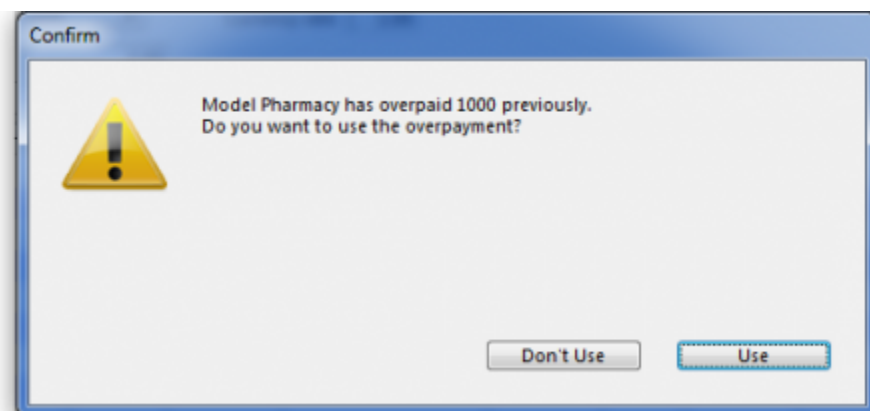 Confirm
Model Pharmacy has overpaid 1000 previously.
Do you want to use the overpayment?
Don't Use
Use